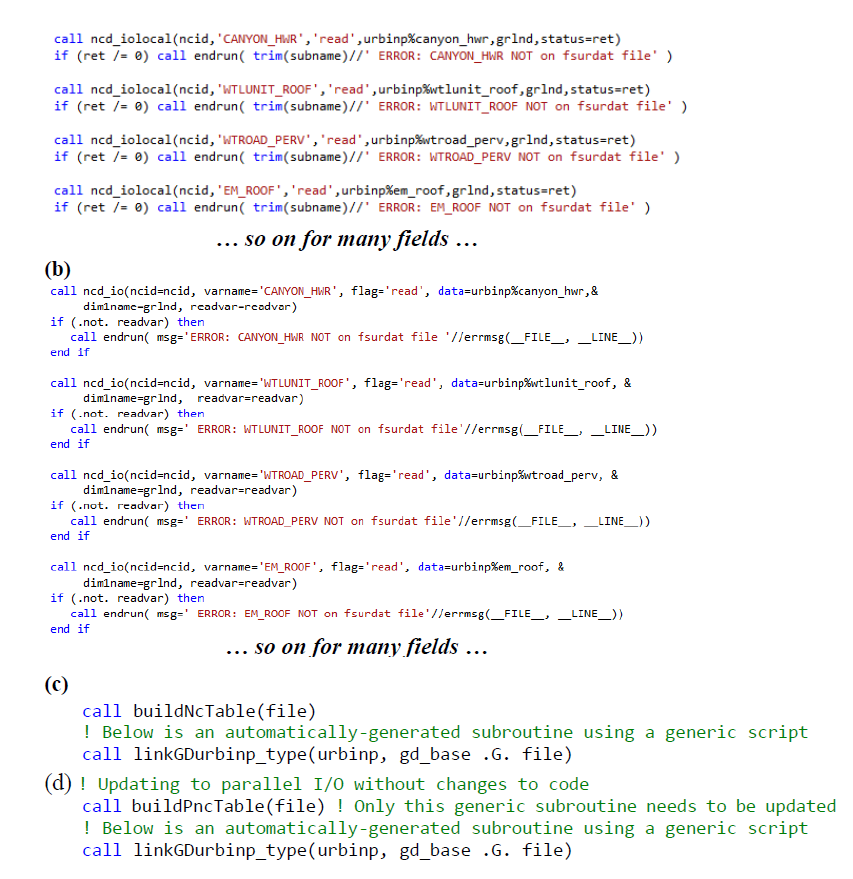 call ncd_iolocal(ncid,'CANYON_HWR','read',urbinp%canyon_hwr,grlnd,status=ret)
if (ret /= 0) call endrun( trim(subname)//' ERROR: CANYON_HWR NOT on fsurdat file' )
call ncd_iolocal(ncid,'WTLUNIT_ROOF','read',urbinp%wtlunit_roof,grlnd,status=ret)
if (ret /= 0) call endrun( trim(subname)//' ERROR: WTLUNIT_ROOF NOT on fsurdat file' )
call ncd_iolocal(ncid,'WTROAD_PERV','read',urbinp%wtroad_perv,grlnd,status=ret)
if (ret /= 0) call endrun( trim(subname)//' ERROR: WTROAD_PERV NOT on fsurdat file' )
call ncd_iolocal(ncid,'EM_ROOF','read',urbinp%em_roof,grlnd,status=ret)
if (ret /= 0) call endrun( trim(subname)//' ERROR: EM_ROOF NOT on fsurdat file' )
… so on for many fields …
(b)
call ncd_io(ncid=ncid, varname='CANYON_HWR', flag='read', data=urbinp%canyon_hwr,&
dim1name=grlnd, readvar=readvar)
if (.not. readvar) then
call endrun( msg='ERROR: CANYON_HWR NOT on fsurdat file '//errmsg(__FILE__, __LINE__))
end if
call ncd_io(ncid=ncid, varname='WTLUNIT_ROOF', flag='read', data=urbinp%wtlunit_roof, &
dim1name=grlnd,  readvar=readvar)
if (.not. readvar) then
call endrun( msg=' ERROR: WTLUNIT_ROOF NOT on fsurdat file'//errmsg(__FILE__, __LINE__))
end if
call ncd_io(ncid=ncid, varname='WTROAD_PERV', flag='read', data=urbinp%wtroad_perv, &
dim1name=grlnd, readvar=readvar)
if (.not. readvar) then
call endrun( msg=' ERROR: WTROAD_PERV NOT on fsurdat file'//errmsg(__FILE__, __LINE__))
end if
call ncd_io(ncid=ncid, varname='EM_ROOF', flag='read', data=urbinp%em_roof, &
dim1name=grlnd, readvar=readvar)
if (.not. readvar) then
call endrun( msg=' ERROR: EM_ROOF NOT on fsurdat file'//errmsg(__FILE__, __LINE__))
end if
… so on for many fields …
(c)
call buildNcTable(file)
! Below is an automatically-generated subroutine using a generic script
call linkGDurbinp_type(urbinp, gd_base .G. file)
(d) ! Updating to parallel I/O without changes to code
call buildPncTable(file) ! Only this generic subroutine needs to be updated
! Below is an automatically-generated subroutine using a generic script
call linkGDurbinp_type(urbinp, gd_base .G. file)